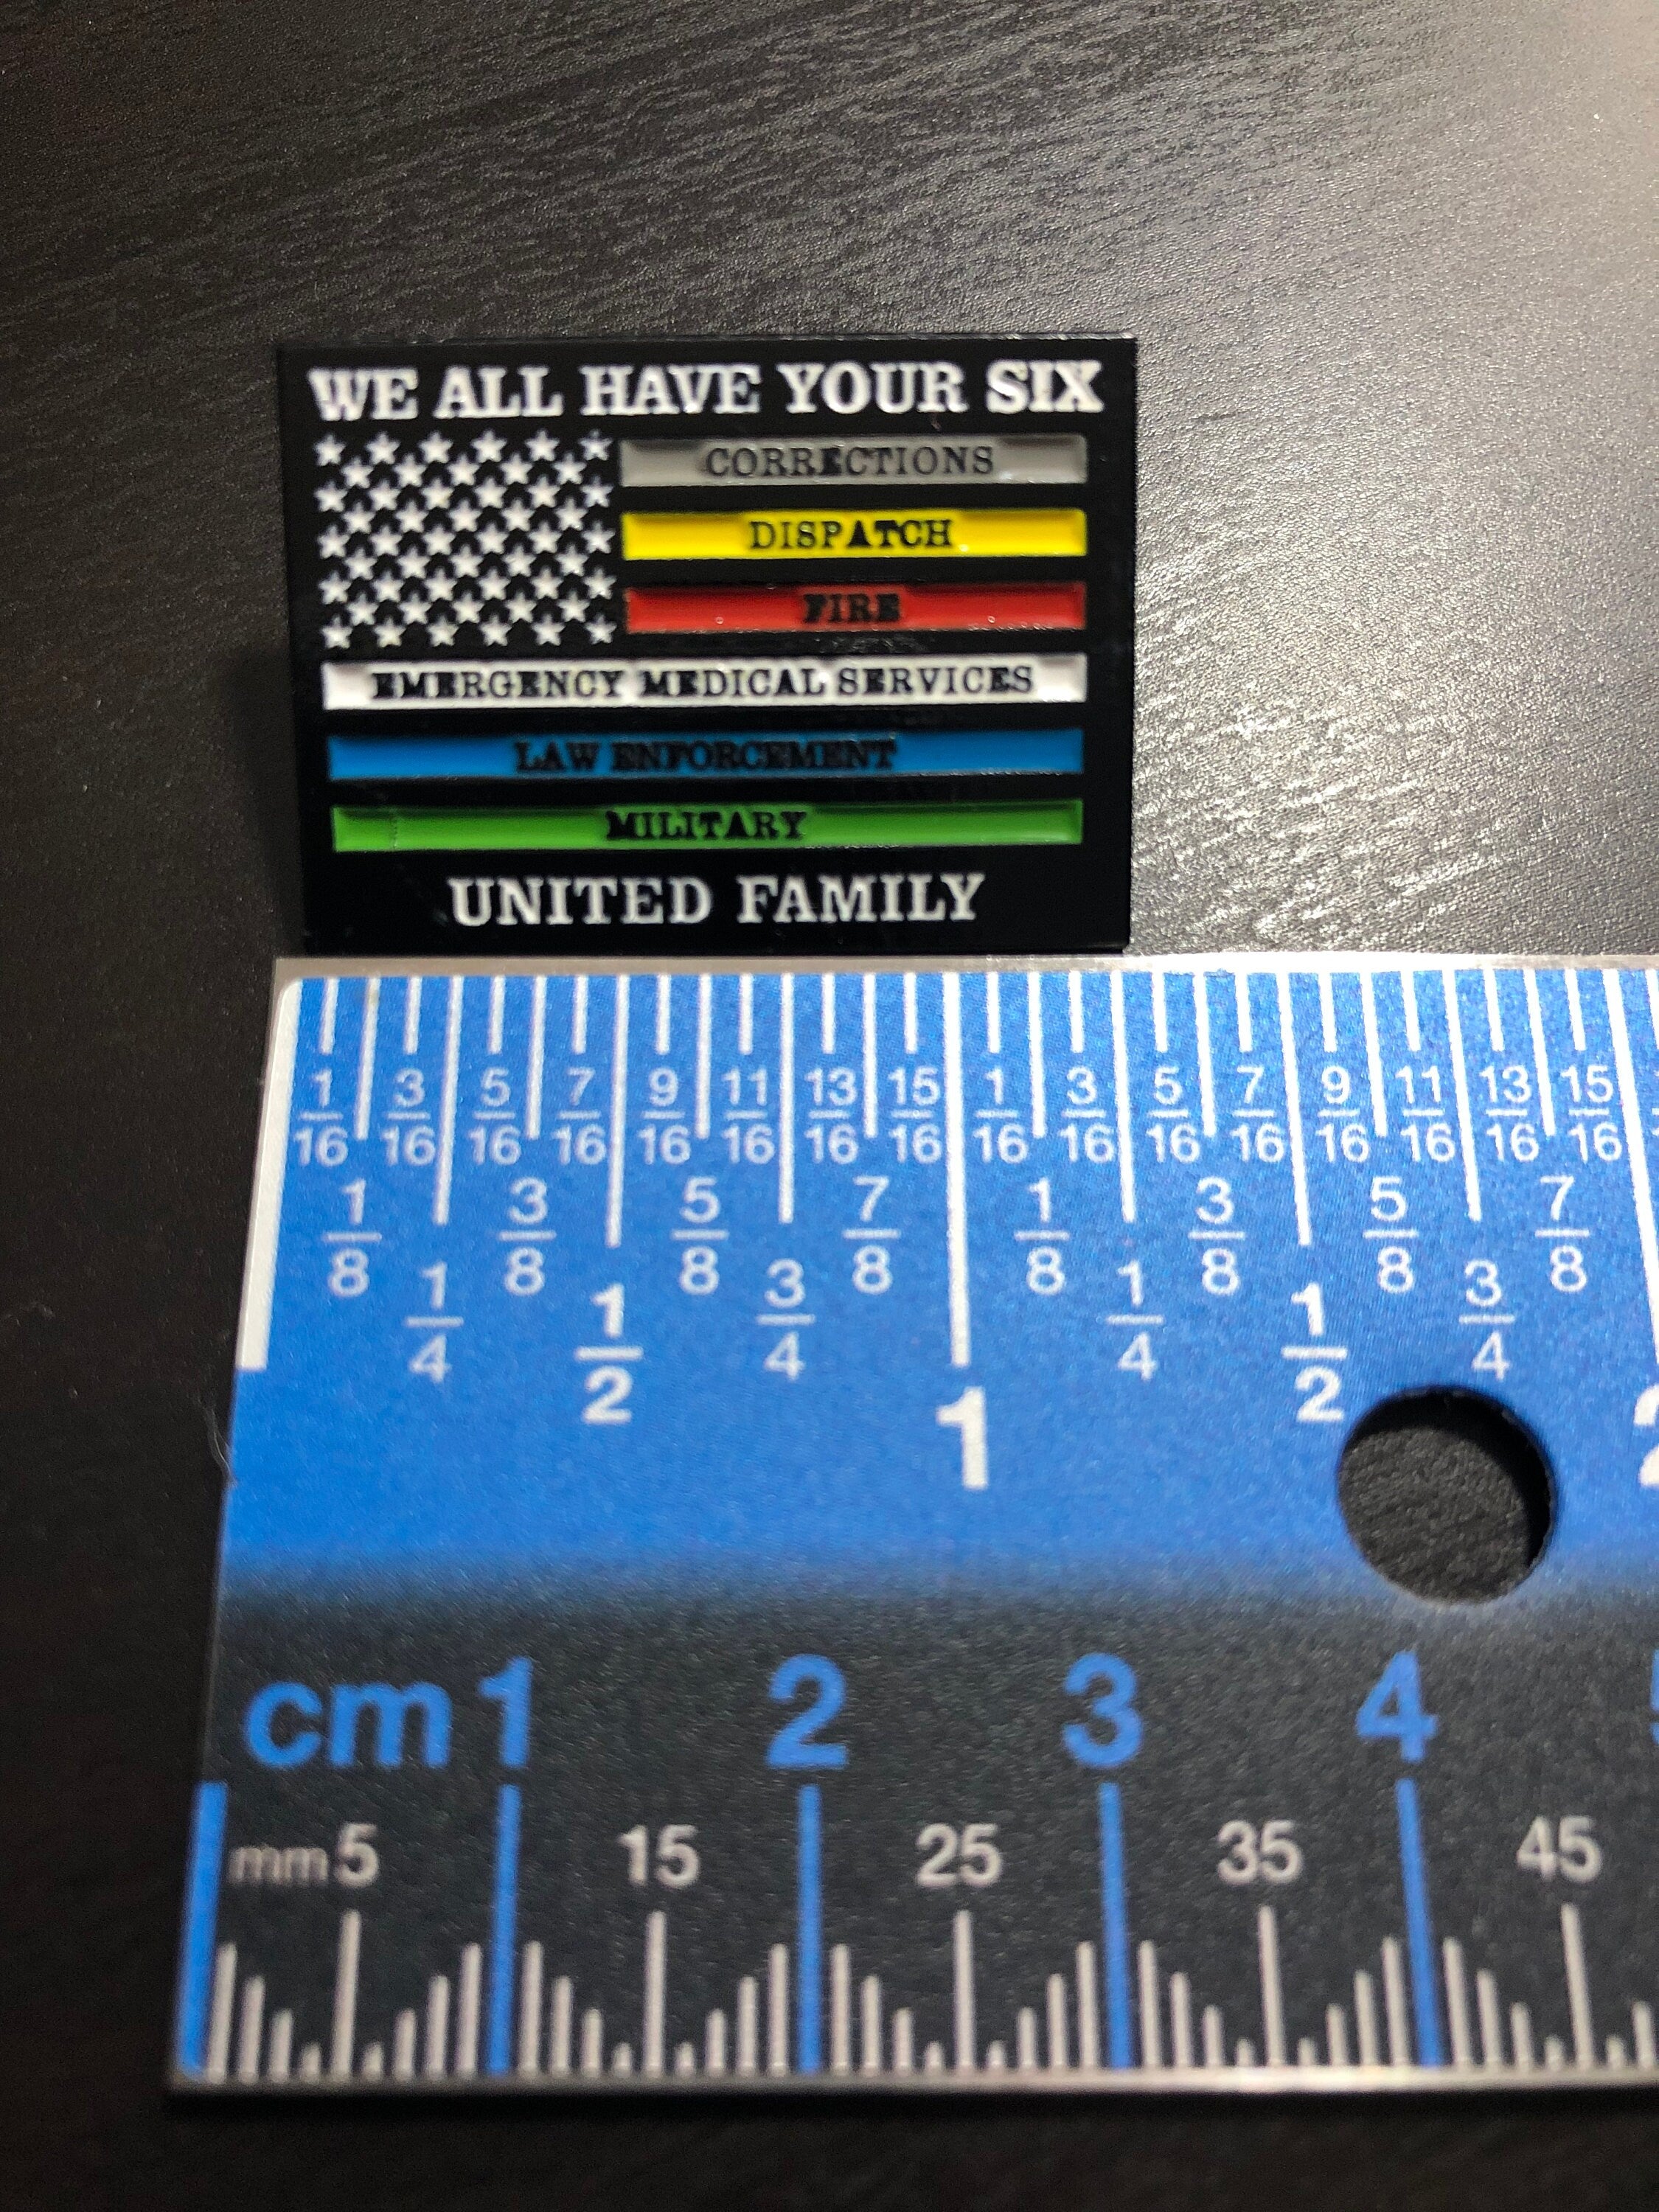 WE ALL HAVE YOUR SIX
CORRECTIONS
DISPATCH
FIRE
EMERGENCY MEDICAL SERVICES
LAW ENFORCEMENT
MILITARY
UNITED FAMILY
1/16 3/16 5/16 7/16 9/16 11/16 13/16 15/16 1/16 3/16 5/16 7/16 9/16 11/16 13/16 15/16
1/8 3/8 5/8 7/8 1/8 3/8 5/8 7/8
1/4 1/2 3/4 1/4 1/2 3/4
1
cm 1 2 3 4
mm 5 15 25 35 45